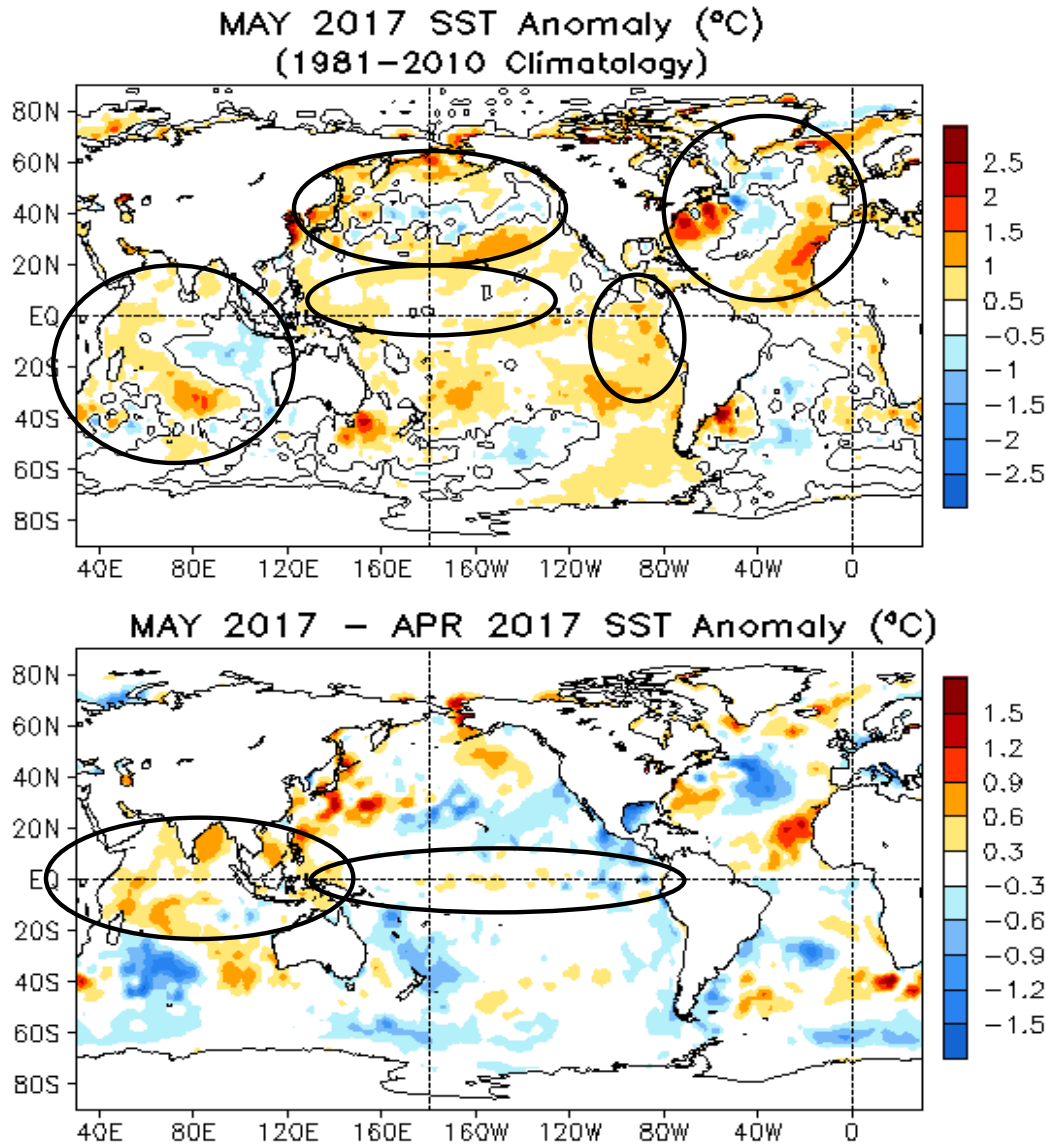 MAY 2017 SST Anomaly (°C)
(1981–2010 Climatology)
80N
60N
40N
20N
EQ
20S
40S
60S
80S
40E 80E 120E 160E 160W 120W 80W 40W 0
2.5
2
1.5
1
0.5
−0.5
−1
−1.5
−2
−2.5
MAY 2017 – APR 2017 SST Anomaly (°C)
80N
60N
40N
20N
EQ
20S
40S
60S
80S
40E 80E 120E 160E 160W 120W 80W 40W 0
1.5
1.2
0.9
0.6
0.3
−0.3
−0.6
−0.9
−1.2
−1.5